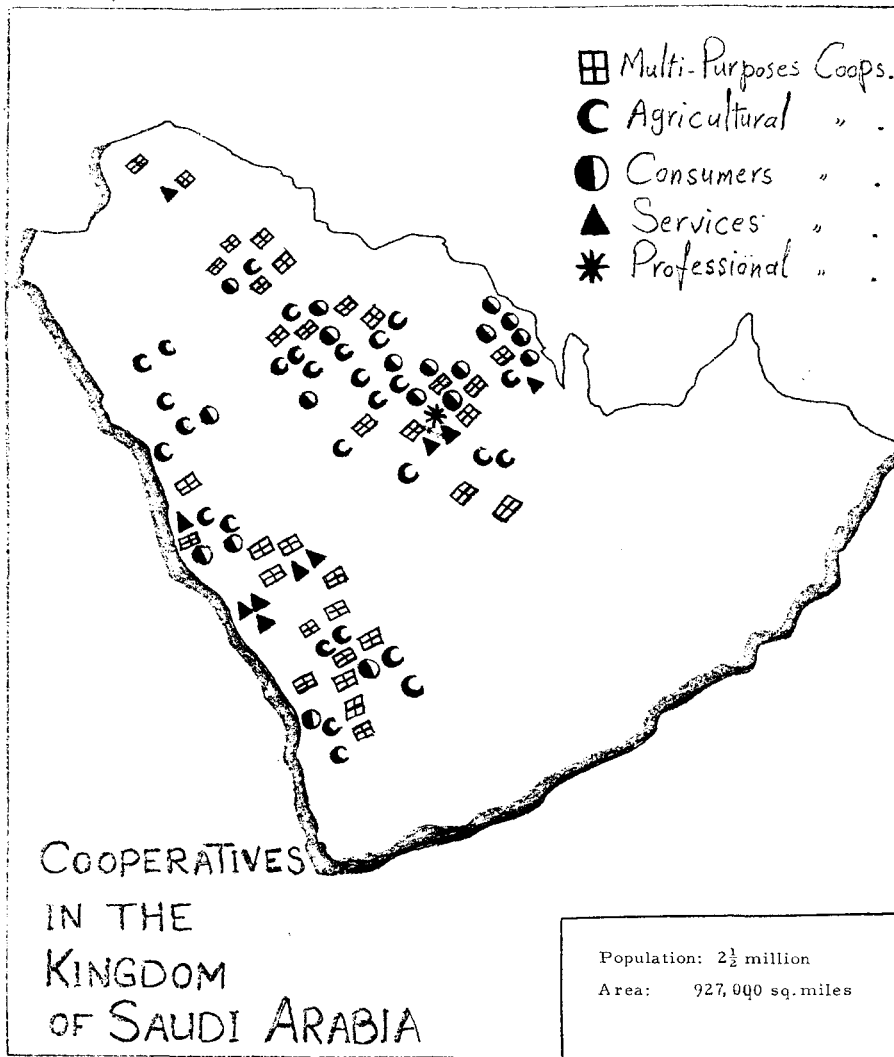 Multi-Purposes Coops.
Agricultural " .
Consumers " .
Services " .
Professional " .
COOPERATIVES
IN THE
KINGDOM
OF SAUDI ARABIA
Population: 2½ million
Area: 927,000 sq. miles